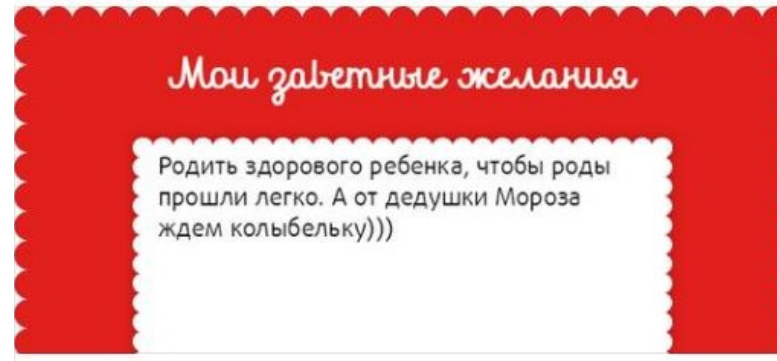 Мои заветные желания
Родить здорового ребенка, чтобы роды
прошли легко. А от дедушки Мороза
ждем колыбельку)))